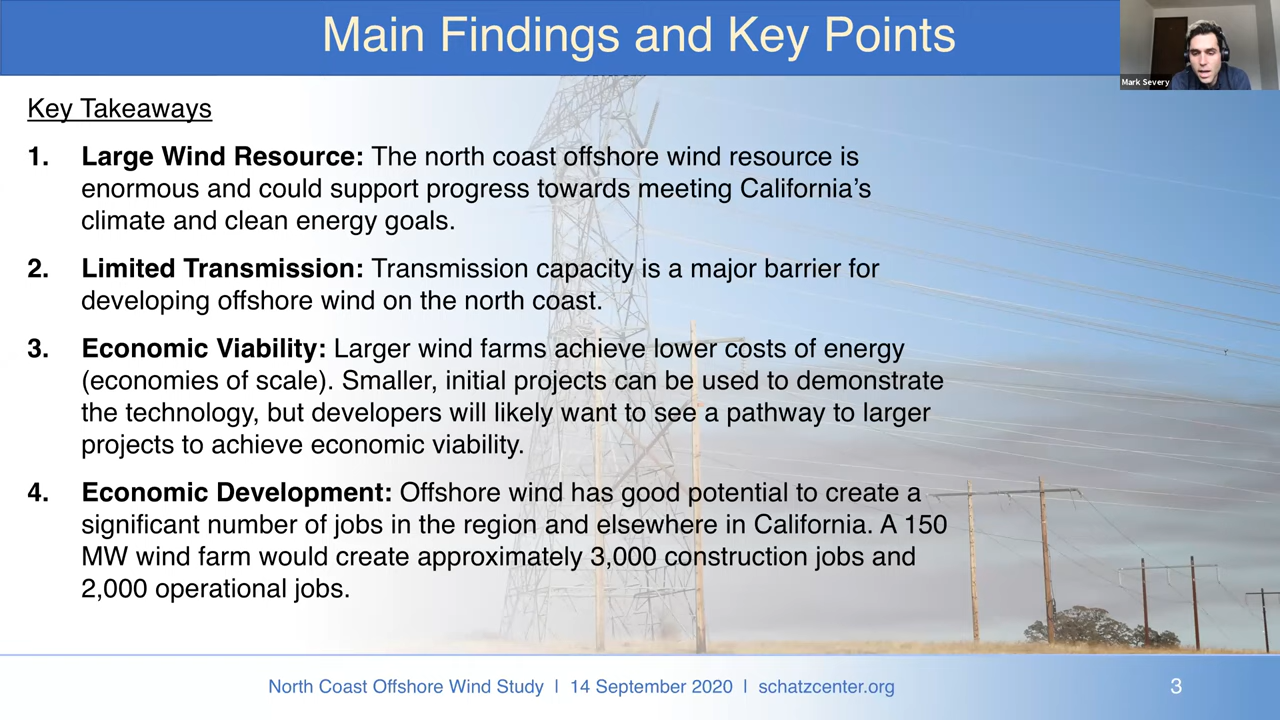 Main Findings and Key Points
Mark Severy
Key Takeaways
1. Large Wind Resource: The north coast offshore wind resource is
enormous and could support progress towards meeting California’s
climate and clean energy goals.
2. Limited Transmission: Transmission capacity is a major barrier for
developing offshore wind on the north coast.
3. Economic Viability: Larger wind farms achieve lower costs of energy
(economies of scale). Smaller, initial projects can be used to demonstrate
the technology, but developers will likely want to see a pathway to larger
projects to achieve economic viability.
4. Economic Development: Offshore wind has good potential to create a
significant number of jobs in the region and elsewhere in California. A 150
MW wind farm would create approximately 3,000 construction jobs and
2,000 operational jobs.
North Coast Offshore Wind Study | 14 September 2020 | schatzcenter.org
3